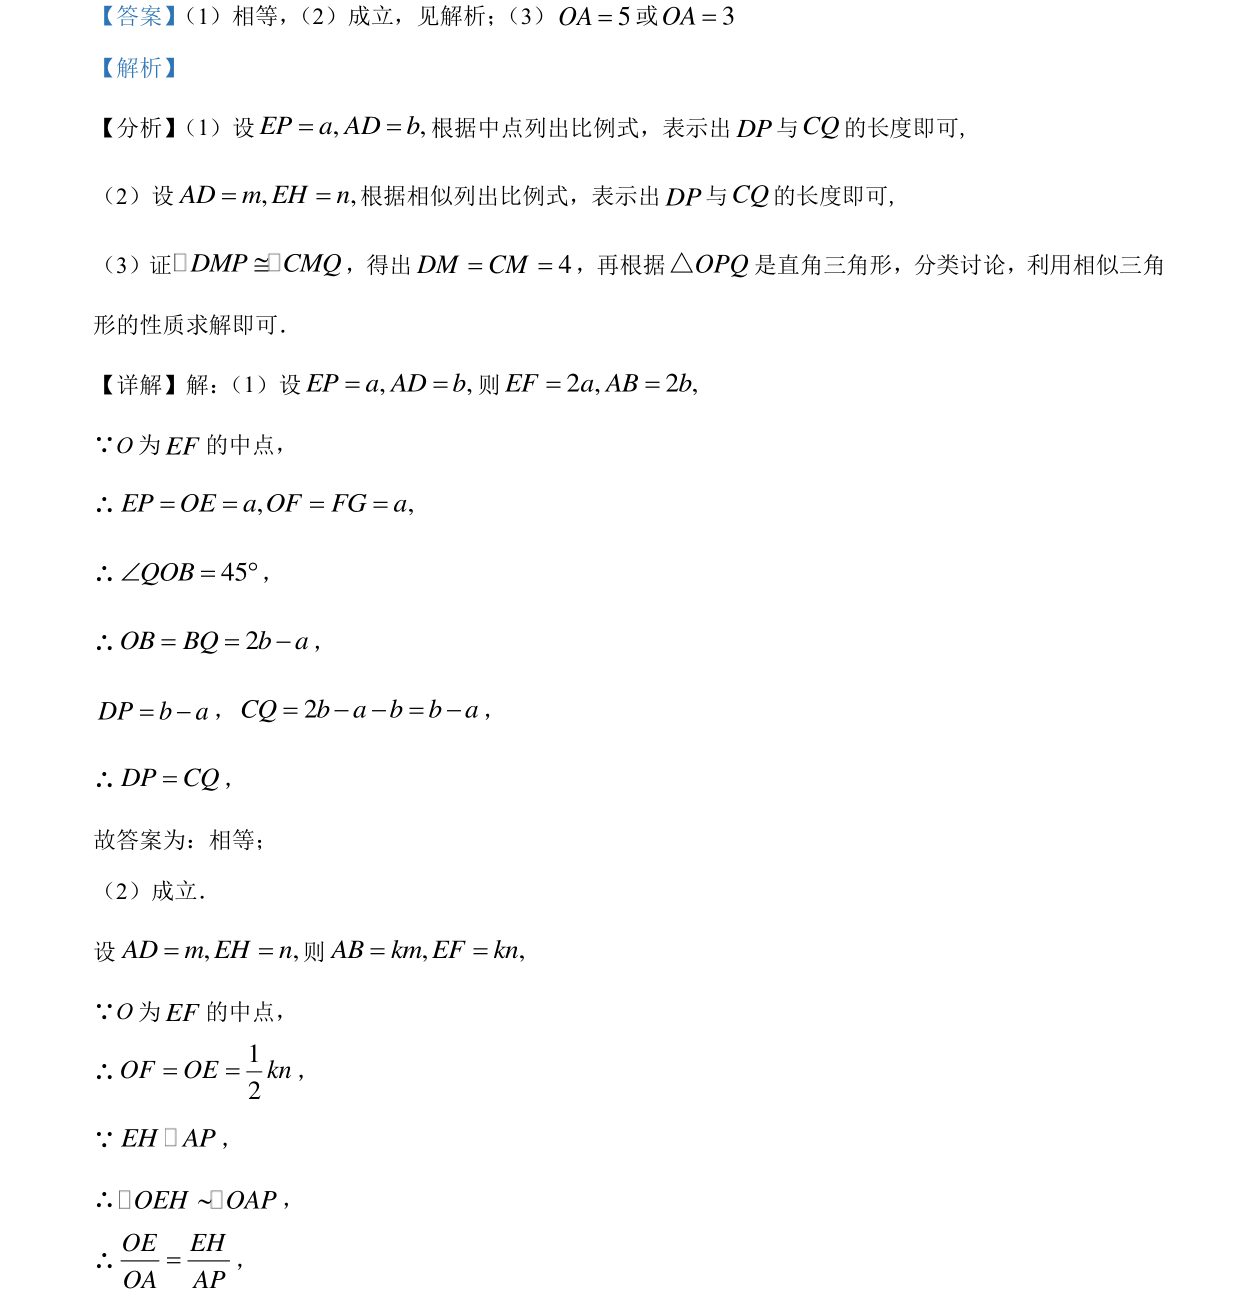 【答案】（1）相等，（2）成立，见解析；（3）OA = 5或OA = 3
【解析】
【分析】（1）设EP = a, AD = b, 根据中点列出比例式，表示出DP与CQ的长度即可，
（2）设AD = m, EH = n, 根据相似列出比例式，表示出DP与CQ的长度即可，
（3）证□DMP ≅□CMQ，得出DM = CM = 4，再根据△OPQ是直角三角形，分类讨论，利用相似三角
形的性质求解即可．
【详解】解：（1）设EP = a, AD = b, 则EF = 2a, AB = 2b,
∵O为EF的中点，
∴EP = OE = a, OF = FG = a,
∴∠QOB = 45°，
∴OB = BQ = 2b − a，
DP = b − a，CQ = 2b − a − b = b − a，
∴DP = CQ，
故答案为：相等；
（2）成立．
设AD = m, EH = n, 则AB = km, EF = kn,
∵O为EF的中点，
∴OF = OE = 1/2 kn，
∵EH □ AP，
∴□OEH ~□OAP，
∴OE/OA = EH/AP，